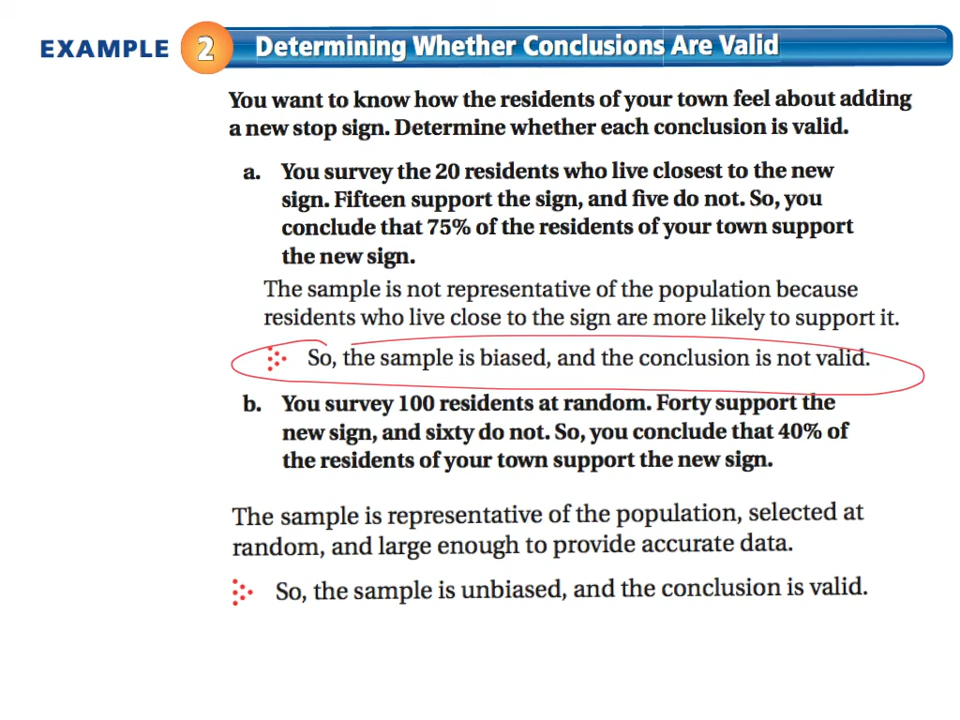 EXAMPLE 2 Determining Whether Conclusions Are Valid
You want to know how the residents of your town feel about adding
a new stop sign. Determine whether each conclusion is valid.
a. You survey the 20 residents who live closest to the new
sign. Fifteen support the sign, and five do not. So, you
conclude that 75% of the residents of your town support
the new sign.
The sample is not representative of the population because
residents who live close to the sign are more likely to support it.
So, the sample is biased, and the conclusion is not valid.
b. You survey 100 residents at random. Forty support the
new sign, and sixty do not. So, you conclude that 40% of
the residents of your town support the new sign.
The sample is representative of the population, selected at
random, and large enough to provide accurate data.
So, the sample is unbiased, and the conclusion is valid.